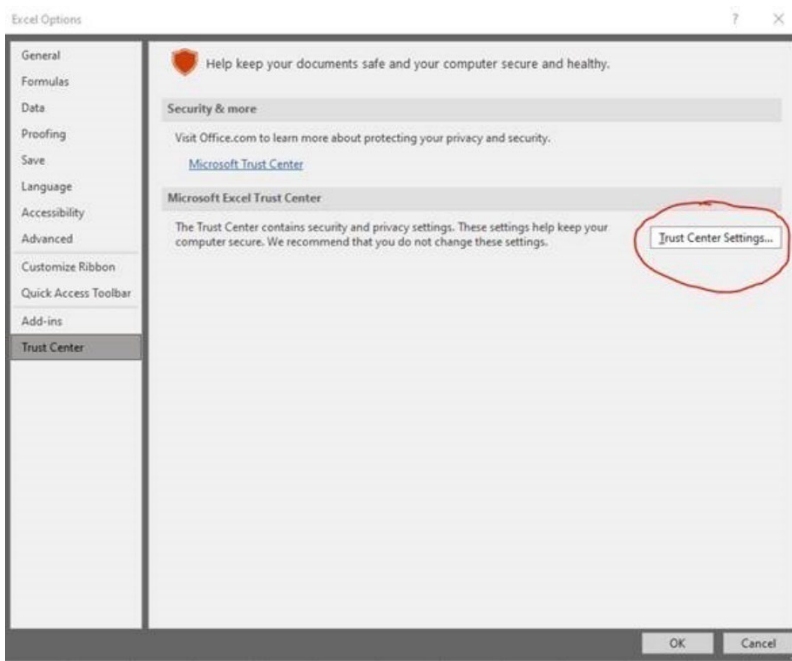 Excel Options
?
General
Formulas
Data
Proofing
Save
Language
Accessibility
Advanced
Customize Ribbon
Quick Access Toolbar
Add-ins
Trust Center
Help keep your documents safe and your computer secure and healthy.
Security & more
Visit Office.com to learn more about protecting your privacy and security.
Microsoft Trust Center
Microsoft Excel Trust Center
The Trust Center contains security and privacy settings. These settings help keep your
computer secure. We recommend that you do not change these settings.
Trust Center Settings...
OK
Cancel